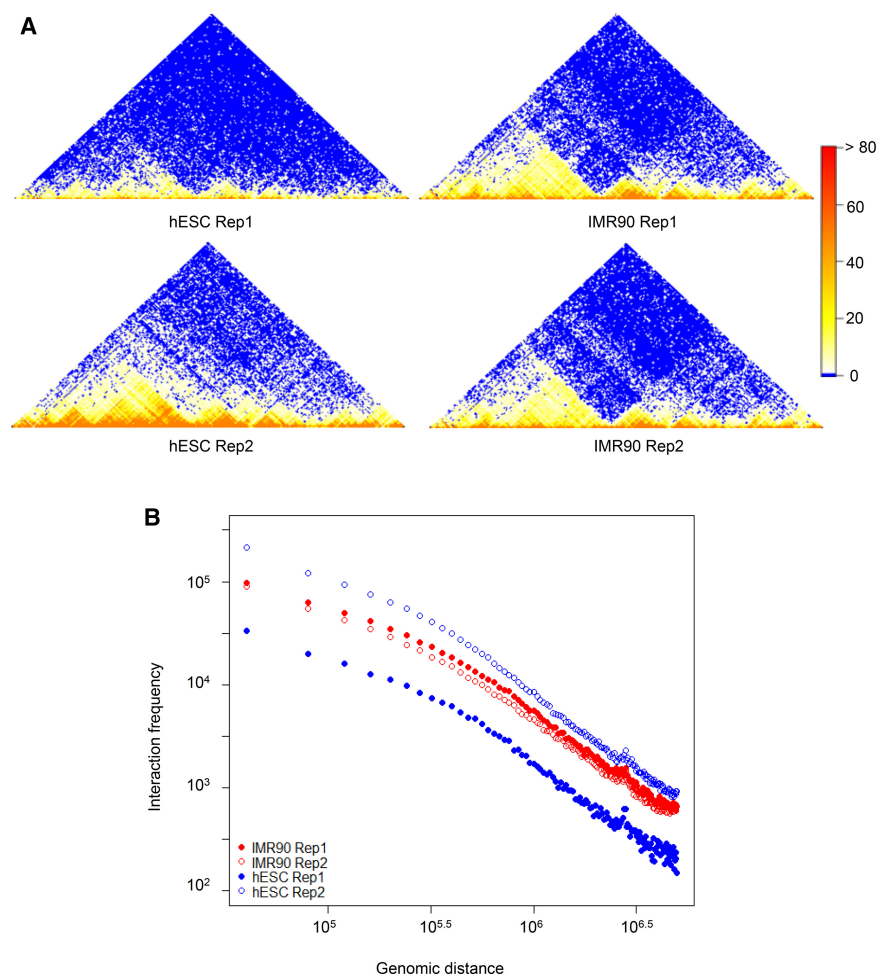 A
hESC Rep1
IMR90 Rep1
> 80
60
40
20
0
hESC Rep2
IMR90 Rep2
B
Interaction frequency
10^5
10^4
10^3
10^2
IMR90 Rep1
IMR90 Rep2
hESC Rep1
hESC Rep2
10^5
10^5.5
10^6
10^6.5
Genomic distance